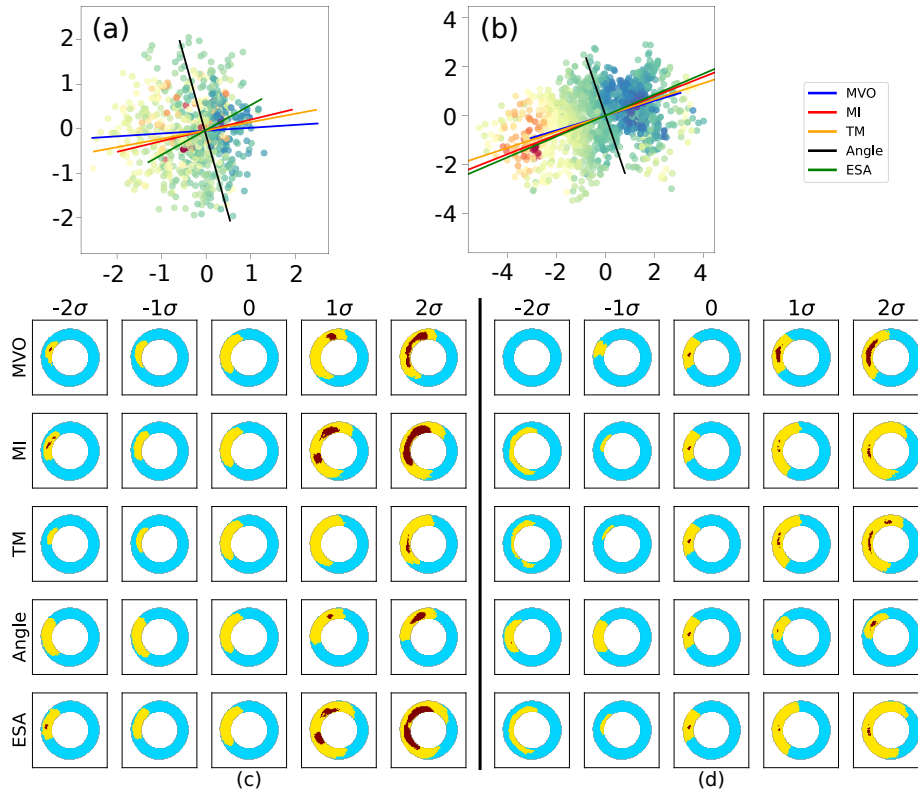 (a)
2
1
0
-1
-2
-2 -1 0 1 2
(b)
4
2
0
-2
-4
-4 -2 0 2 4
MVO
MI
TM
Angle
ESA
-2σ -1σ 0 1σ 2σ -2σ -1σ 0 1σ 2σ
MVO
MI
TM
Angle
ESA
(c) (d)